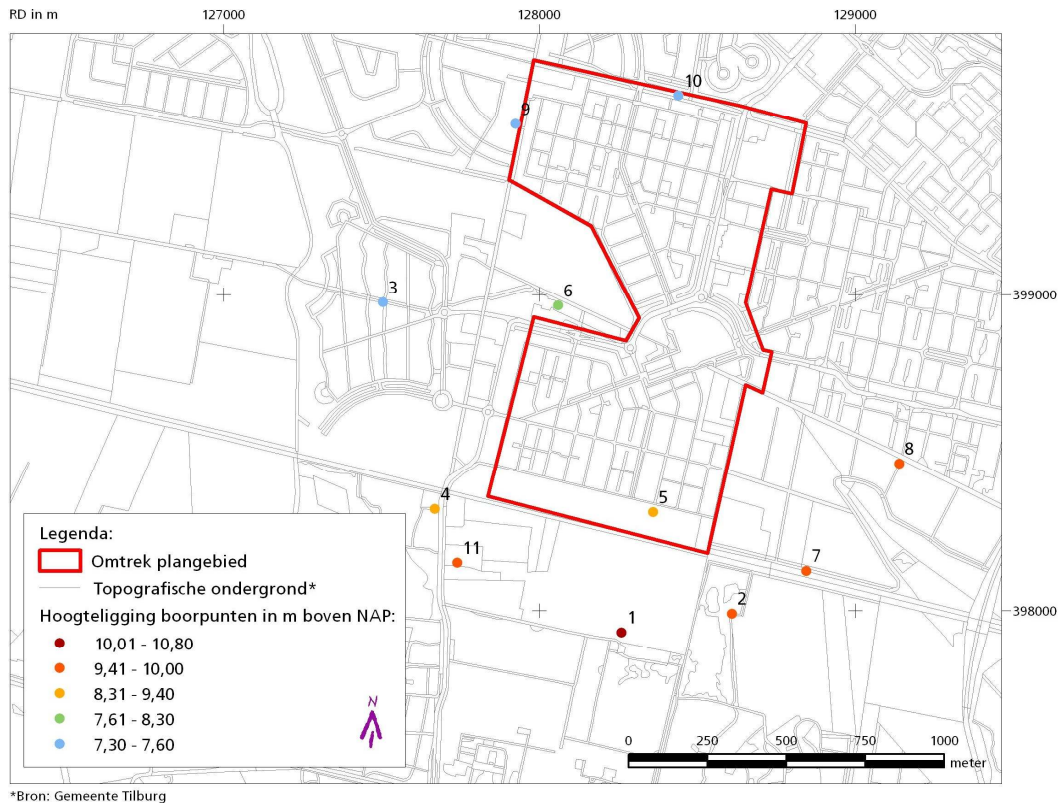 RD in m
127000
128000
129000
10
9
3
6
399000
8
4
5
11
7
2
1
398000
Legenda:
Omtrek plangebied
Topografische ondergrond*
Hoogteligging boorpunten in m boven NAP:
10,01 - 10,80
9,41 - 10,00
8,31 - 9,40
7,61 - 8,30
7,30 - 7,60
N
0 250 500 750 1000
meter
*Bron: Gemeente Tilburg